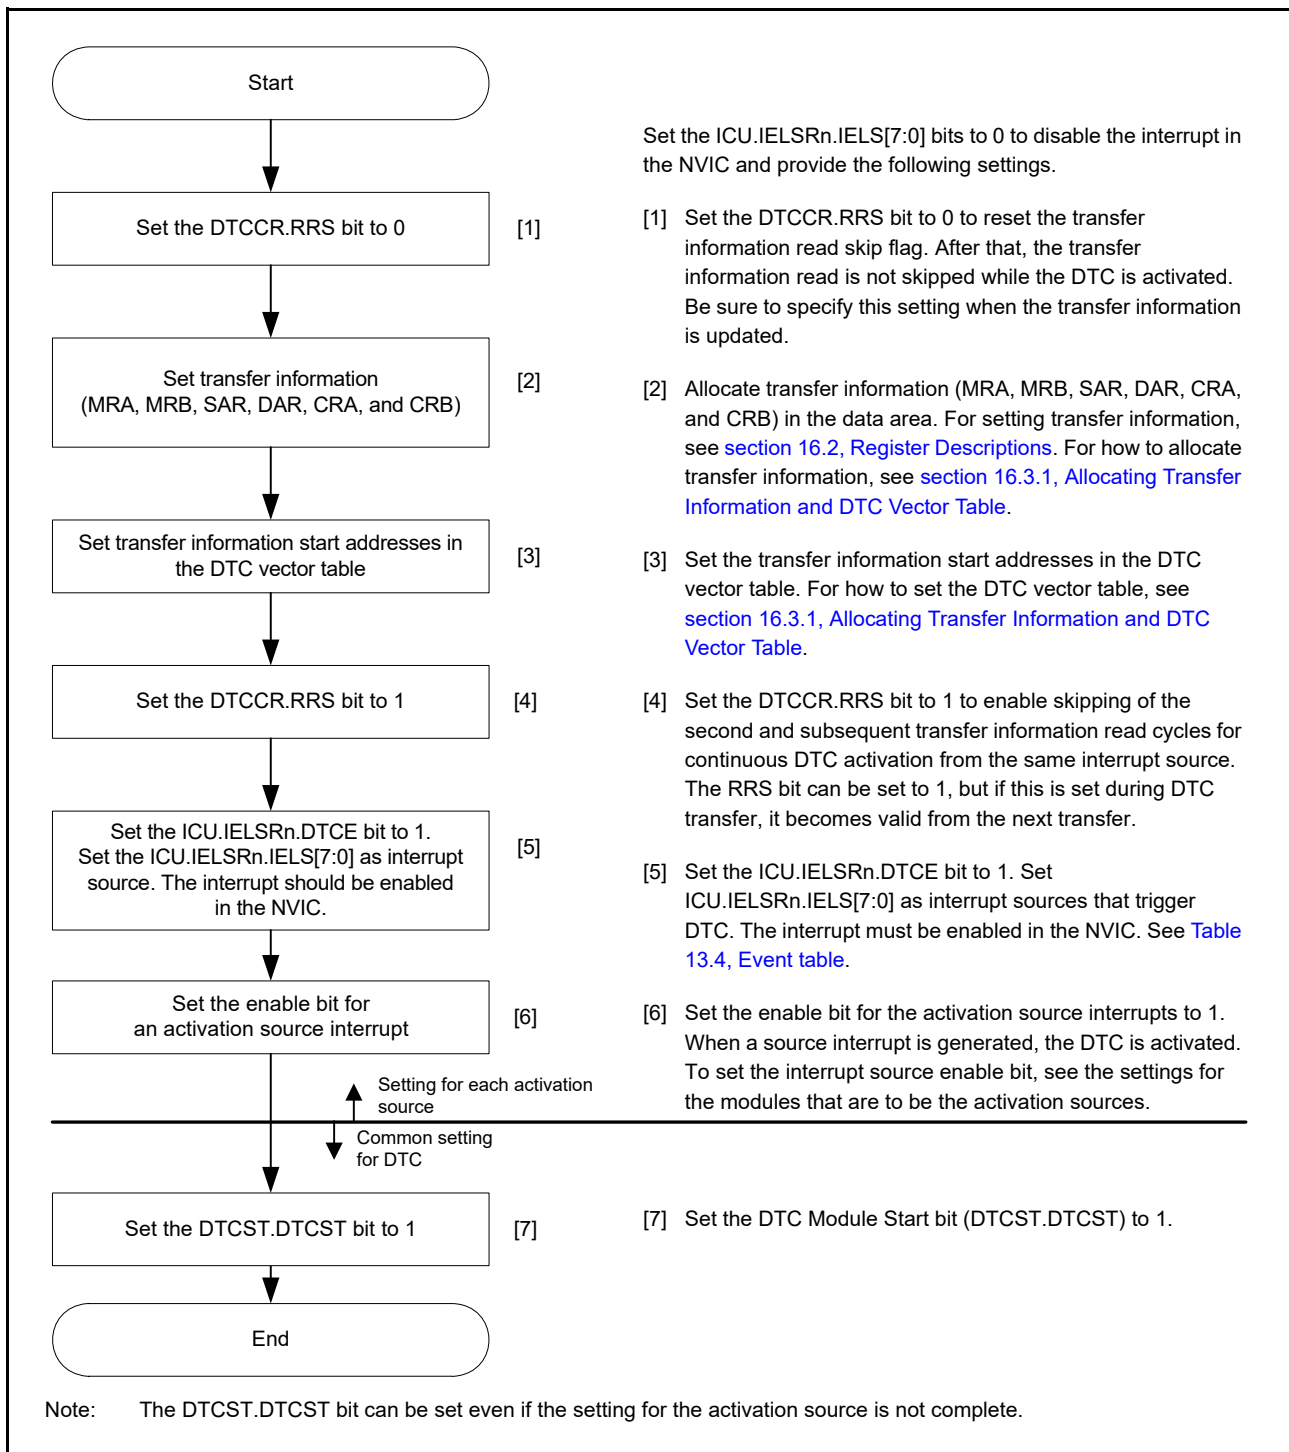 Start
Set the ICU.IELSRn.IELS[7:0] bits to 0 to disable the interrupt in
the NVIC and provide the following settings.
Set the DTCCR.RRS bit to 0
[1]
[1] Set the DTCCR.RRS bit to 0 to reset the transfer
information read skip flag. After that, the transfer
information read is not skipped while the DTC is activated.
Be sure to specify this setting when the transfer information
is updated.
Set transfer information
(MRA, MRB, SAR, DAR, CRA, and CRB)
[2]
[2] Allocate transfer information (MRA, MRB, SAR, DAR, CRA,
and CRB) in the data area. For setting transfer information,
see section 16.2, Register Descriptions. For how to allocate
transfer information, see section 16.3.1, Allocating Transfer
Information and DTC Vector Table.
Set transfer information start addresses in
the DTC vector table
[3]
[3] Set the transfer information start addresses in the DTC
vector table. For how to set the DTC vector table, see
section 16.3.1, Allocating Transfer Information and DTC
Vector Table.
Set the DTCCR.RRS bit to 1
[4]
[4] Set the DTCCR.RRS bit to 1 to enable skipping of the
second and subsequent transfer information read cycles for
continuous DTC activation from the same interrupt source.
The RRS bit can be set to 1, but if this is set during DTC
transfer, it becomes valid from the next transfer.
Set the ICU.IELSRn.DTCE bit to 1.
Set the ICU.IELSRn.IELS[7:0] as interrupt
source. The interrupt should be enabled
in the NVIC.
[5]
[5] Set the ICU.IELSRn.DTCE bit to 1. Set
ICU.IELSRn.IELS[7:0] as interrupt sources that trigger
DTC. The interrupt must be enabled in the NVIC. See Table
13.4, Event table.
Set the enable bit for
an activation source interrupt
[6]
[6] Set the enable bit for the activation source interrupts to 1.
When a source interrupt is generated, the DTC is activated.
To set the interrupt source enable bit, see the settings for
the modules that are to be the activation sources.
Setting for each activation
source
Common setting
for DTC
Set the DTCST.DTCST bit to 1
[7]
[7] Set the DTC Module Start bit (DTCST.DTCST) to 1.
End
Note: The DTCST.DTCST bit can be set even if the setting for the activation source is not complete.